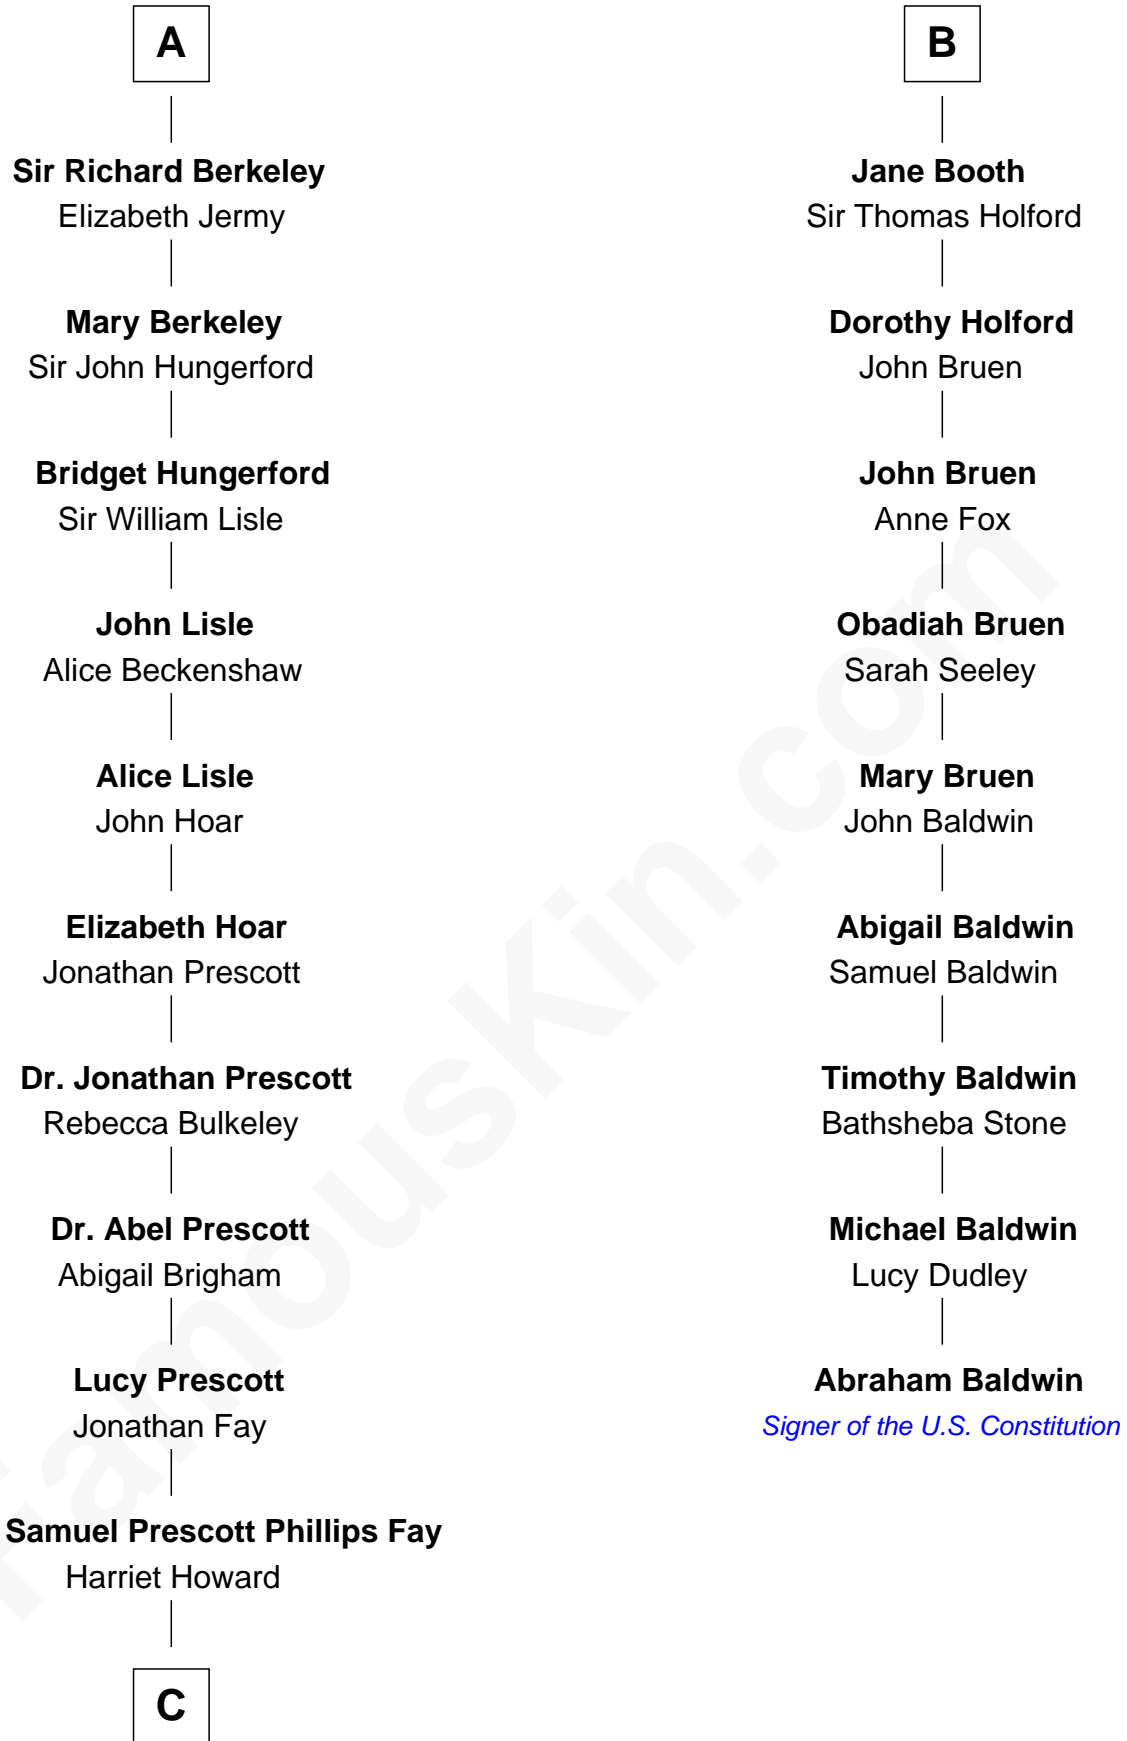 A
Sir Richard Berkeley
Elizabeth Jermy
Mary Berkeley
Sir John Hungerford
Bridget Hungerford
Sir William Lisle
John Lisle
Alice Beckenshaw
Alice Lisle
John Hoar
Elizabeth Hoar
Jonathan Prescott
Dr. Jonathan Prescott
Rebecca Bulkeley
Dr. Abel Prescott
Abigail Brigham
Lucy Prescott
Jonathan Fay
Samuel Prescott Phillips Fay
Harriet Howard
C
B
Jane Booth
Sir Thomas Holford
Dorothy Holford
John Bruen
John Bruen
Anne Fox
Obadiah Bruen
Sarah Seeley
Mary Bruen
John Baldwin
Abigail Baldwin
Samuel Baldwin
Timothy Baldwin
Bathsheba Stone
Michael Baldwin
Lucy Dudley
Abraham Baldwin
Signer of the U.S. Constitution
FamousKin.com